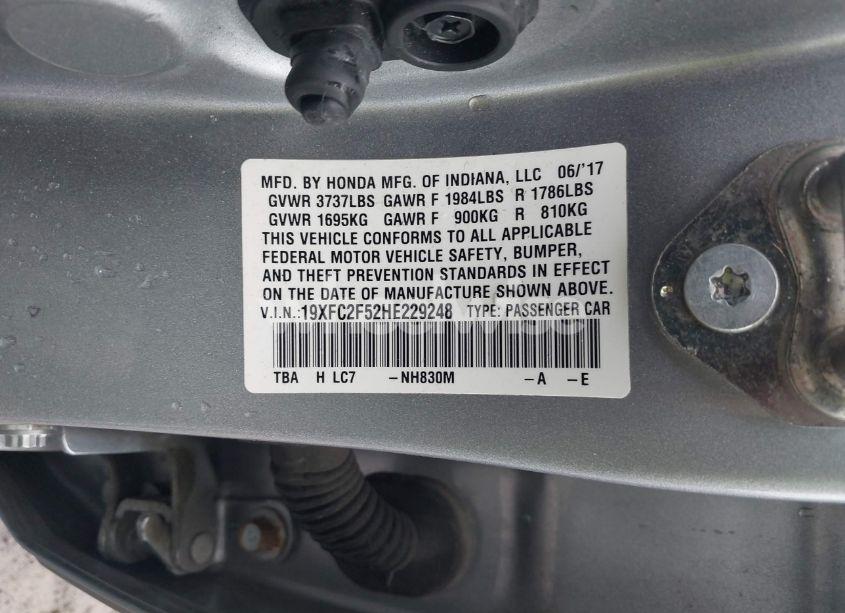 MFD. BY HONDA MFG. OF INDIANA, LLC 06/'17
GVWR 3737LBS GAWR F 1984LBS R 1786LBS
GVWR 1695KG GAWR F 900KG R 810KG
THIS VEHICLE CONFORMS TO ALL APPLICABLE
FEDERAL MOTOR VEHICLE SAFETY, BUMPER,
AND THEFT PREVENTION STANDARDS IN EFFECT
ON THE DATE OF MANUFACTURE SHOWN ABOVE.
V.I.N.:19XFC2F52HE229248 TYPE: PASSENGER CAR
TBA H LC7 -NH830M -A -E